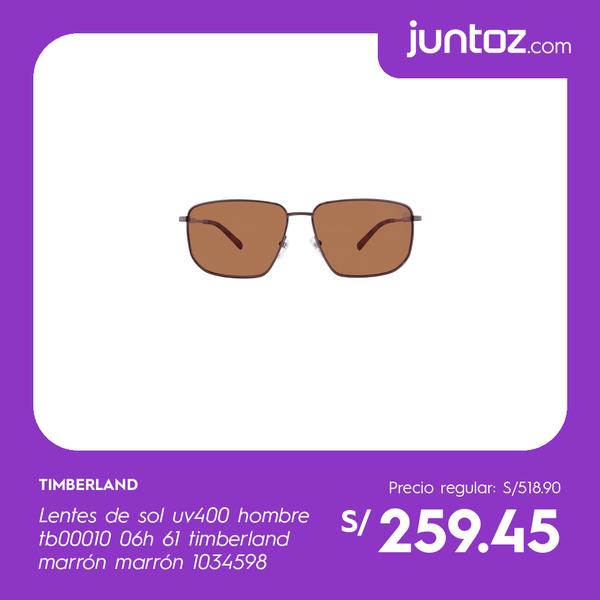 juntoz.com
TIMBERLAND
Lentes de sol uv400 hombre
tb00010 06h 61 timberland
marrón marrón 1034598
Precio regular: S/518.90
S/ 259.45